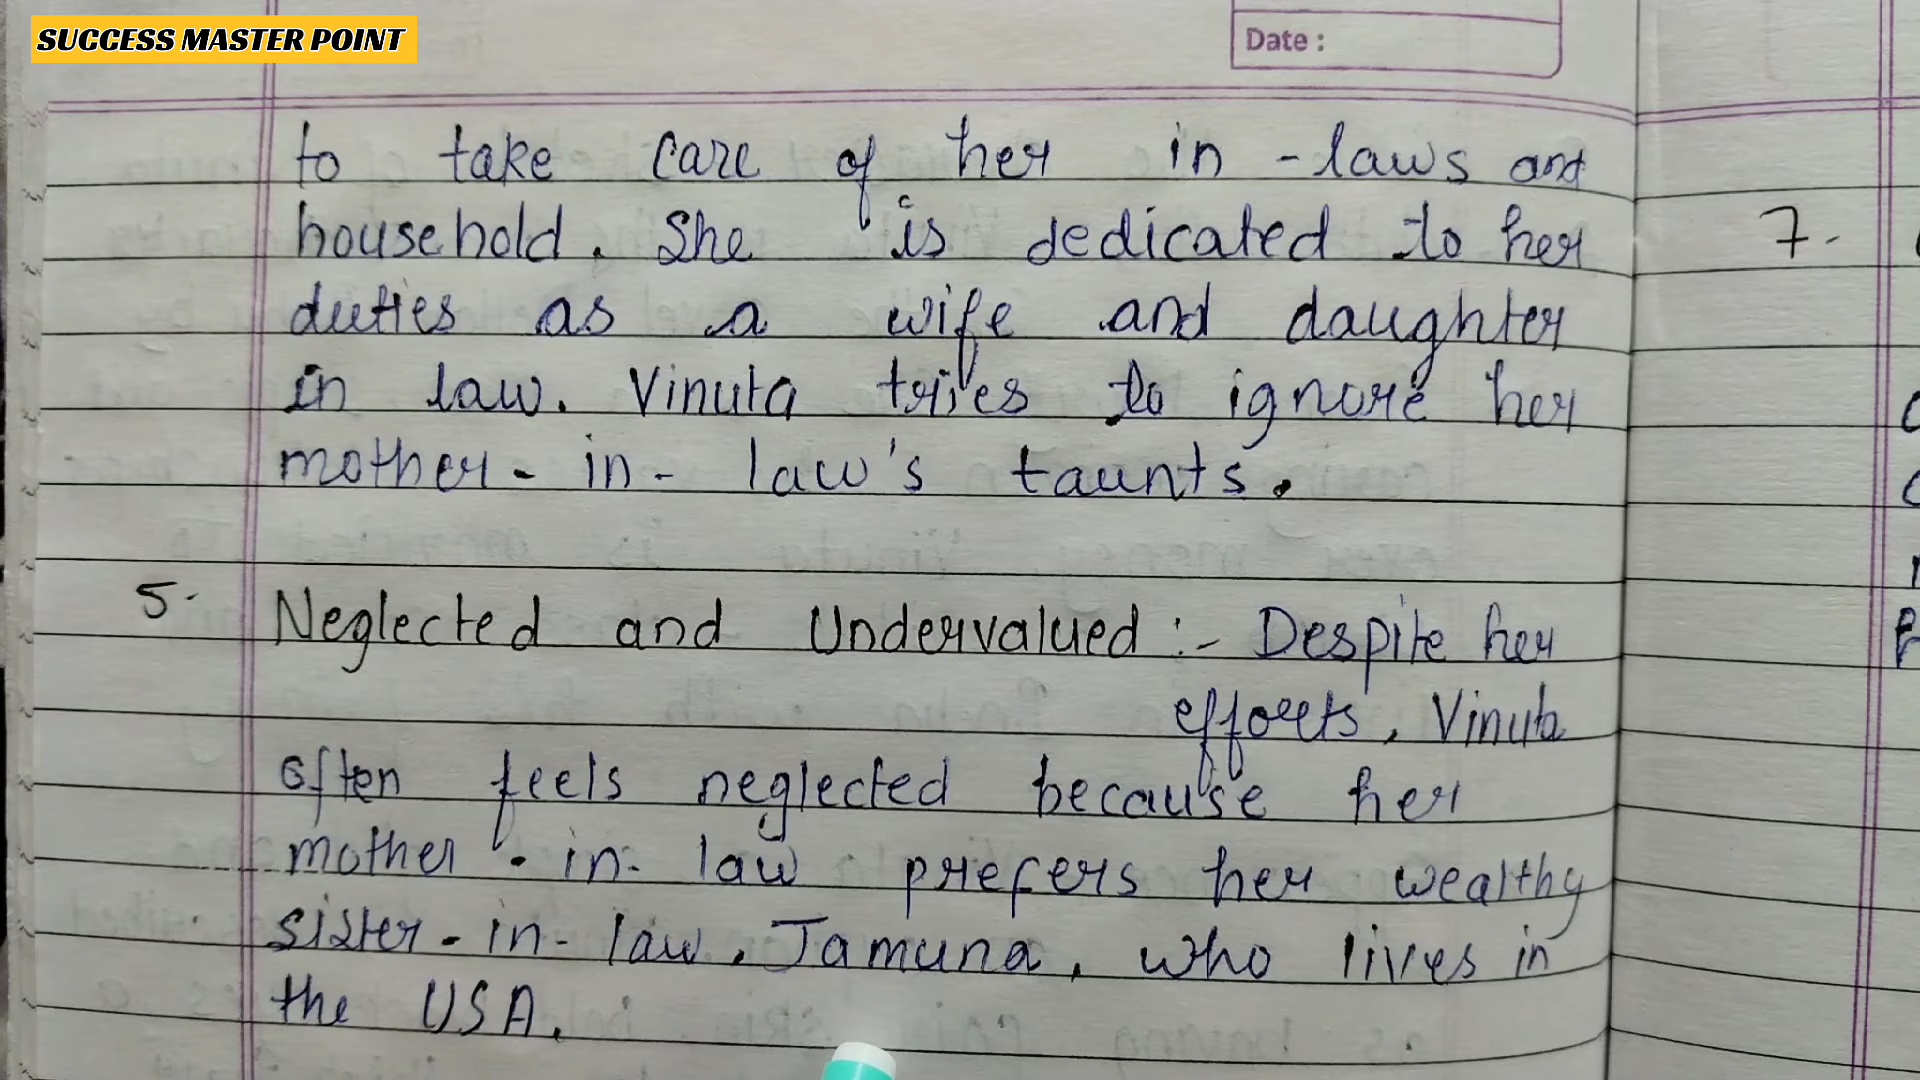 SUCCESS MASTER POINT
Date :
to take care of her in - laws and
household. She is dedicated to her
duties as a wife and daughter
in law. Vinuta tries to ignore her
mother - in - law's taunts.
5. Neglected and Undervalued :- Despite her
efforts, Vinuta
often feels neglected because her
mother - in - law prefers her wealthy
sister - in - law, Jamuna, who lives in
the USA.
7.